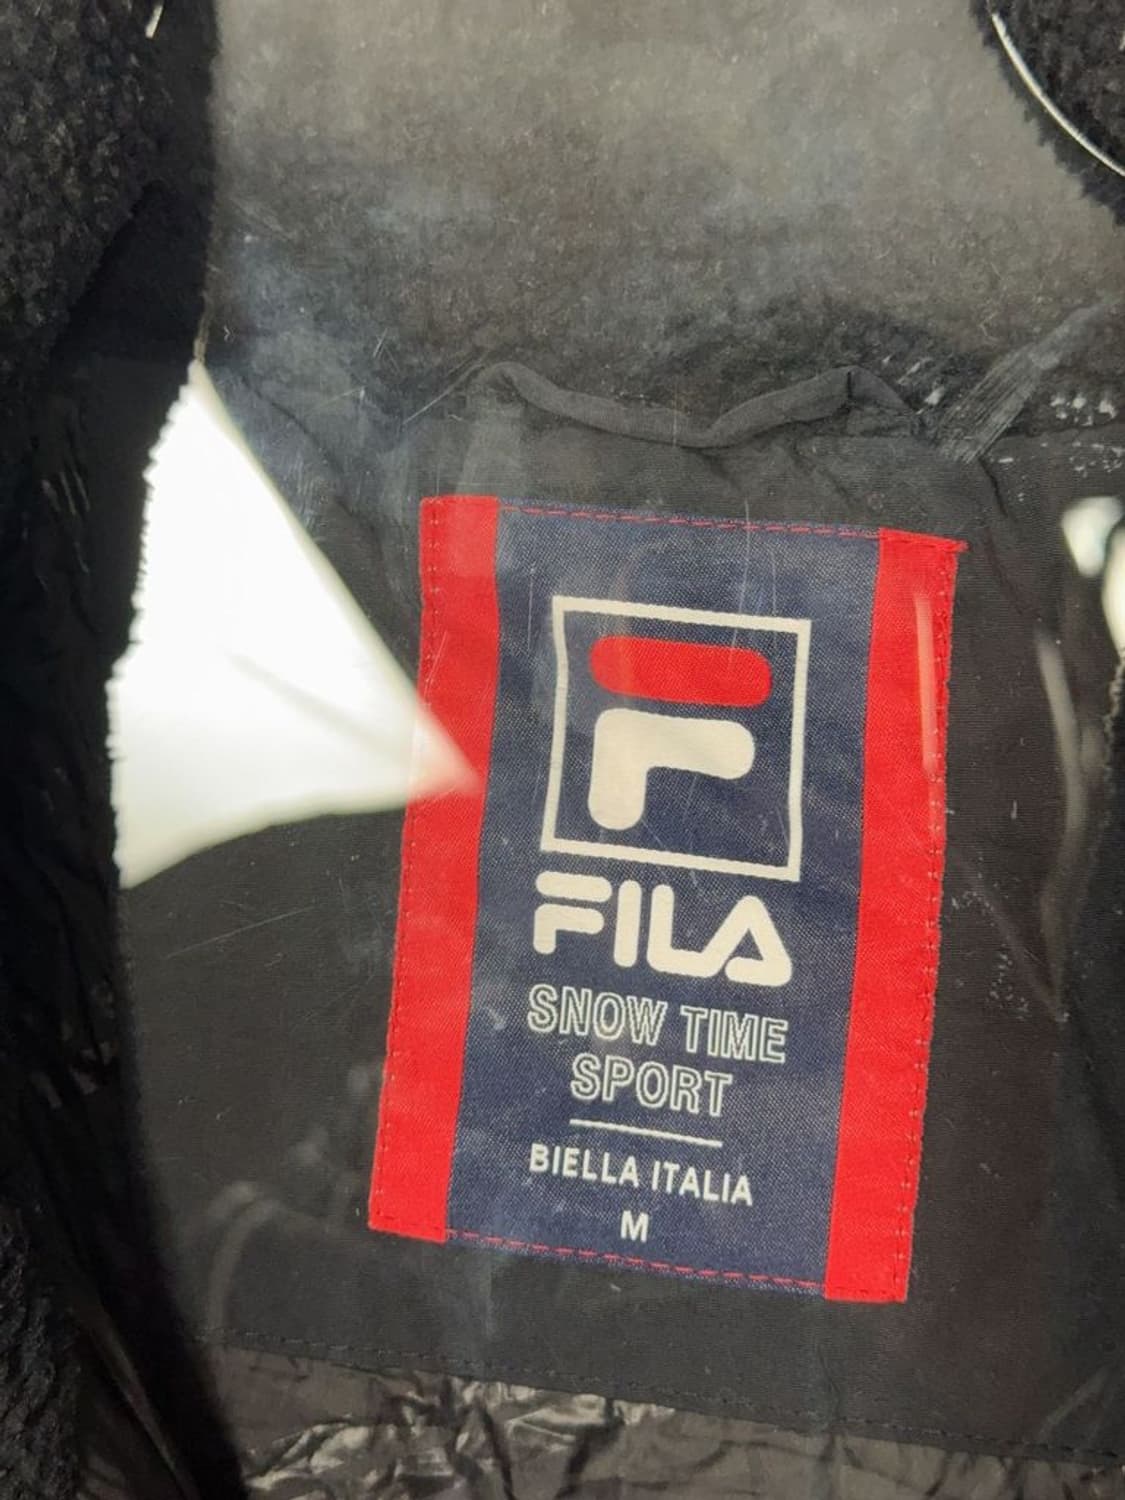 F
FILA
SNOW TIME
SPORT
BIELLA ITALIA
M